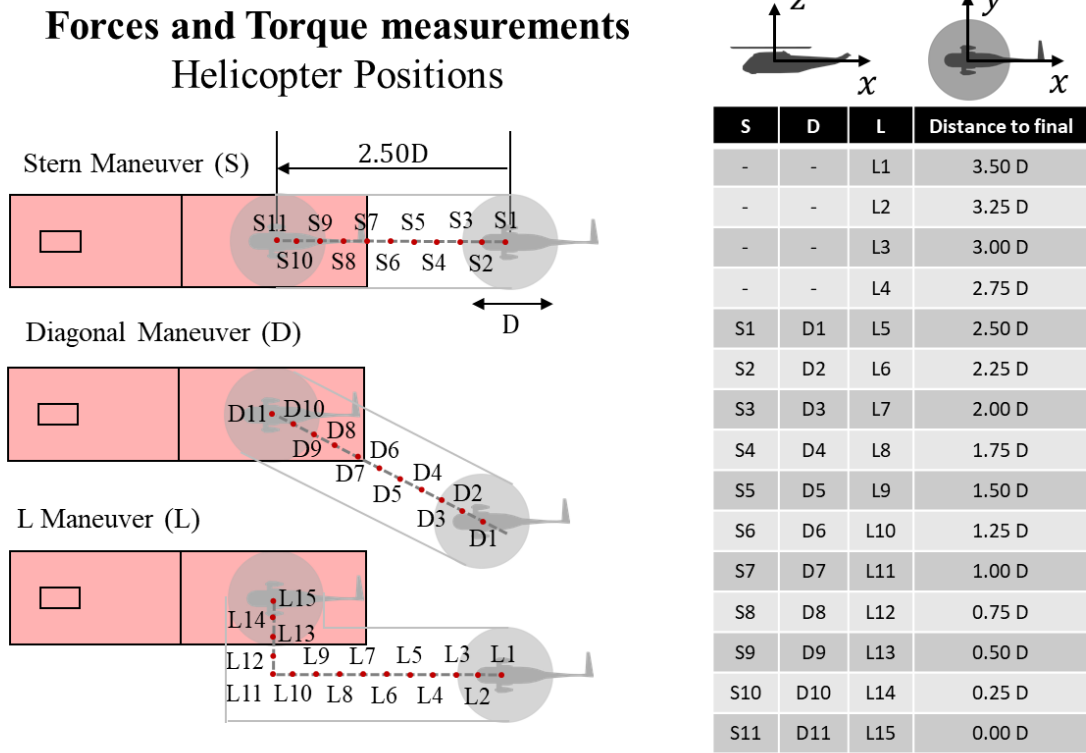 Forces and Torque measurements
Helicopter Positions
Stern Maneuver (S)
2.50D
S11 S9 S7 S5 S3 S1
S10 S8 S6 S4 S2
D
Diagonal Maneuver (D)
D11 D10
D8
D9
D6
D7
D4
D5
D2
D3
D1
L Maneuver (L)
L15
L14
L13
L12
L9 L7 L5 L3 L1
L11 L10 L8 L6 L4 L2
z
x
y
x
S D L Distance to final
- - L1 3.50 D
- - L2 3.25 D
- - L3 3.00 D
- - L4 2.75 D
S1 D1 L5 2.50 D
S2 D2 L6 2.25 D
S3 D3 L7 2.00 D
S4 D4 L8 1.75 D
S5 D5 L9 1.50 D
S6 D6 L10 1.25 D
S7 D7 L11 1.00 D
S8 D8 L12 0.75 D
S9 D9 L13 0.50 D
S10 D10 L14 0.25 D
S11 D11 L15 0.00 D